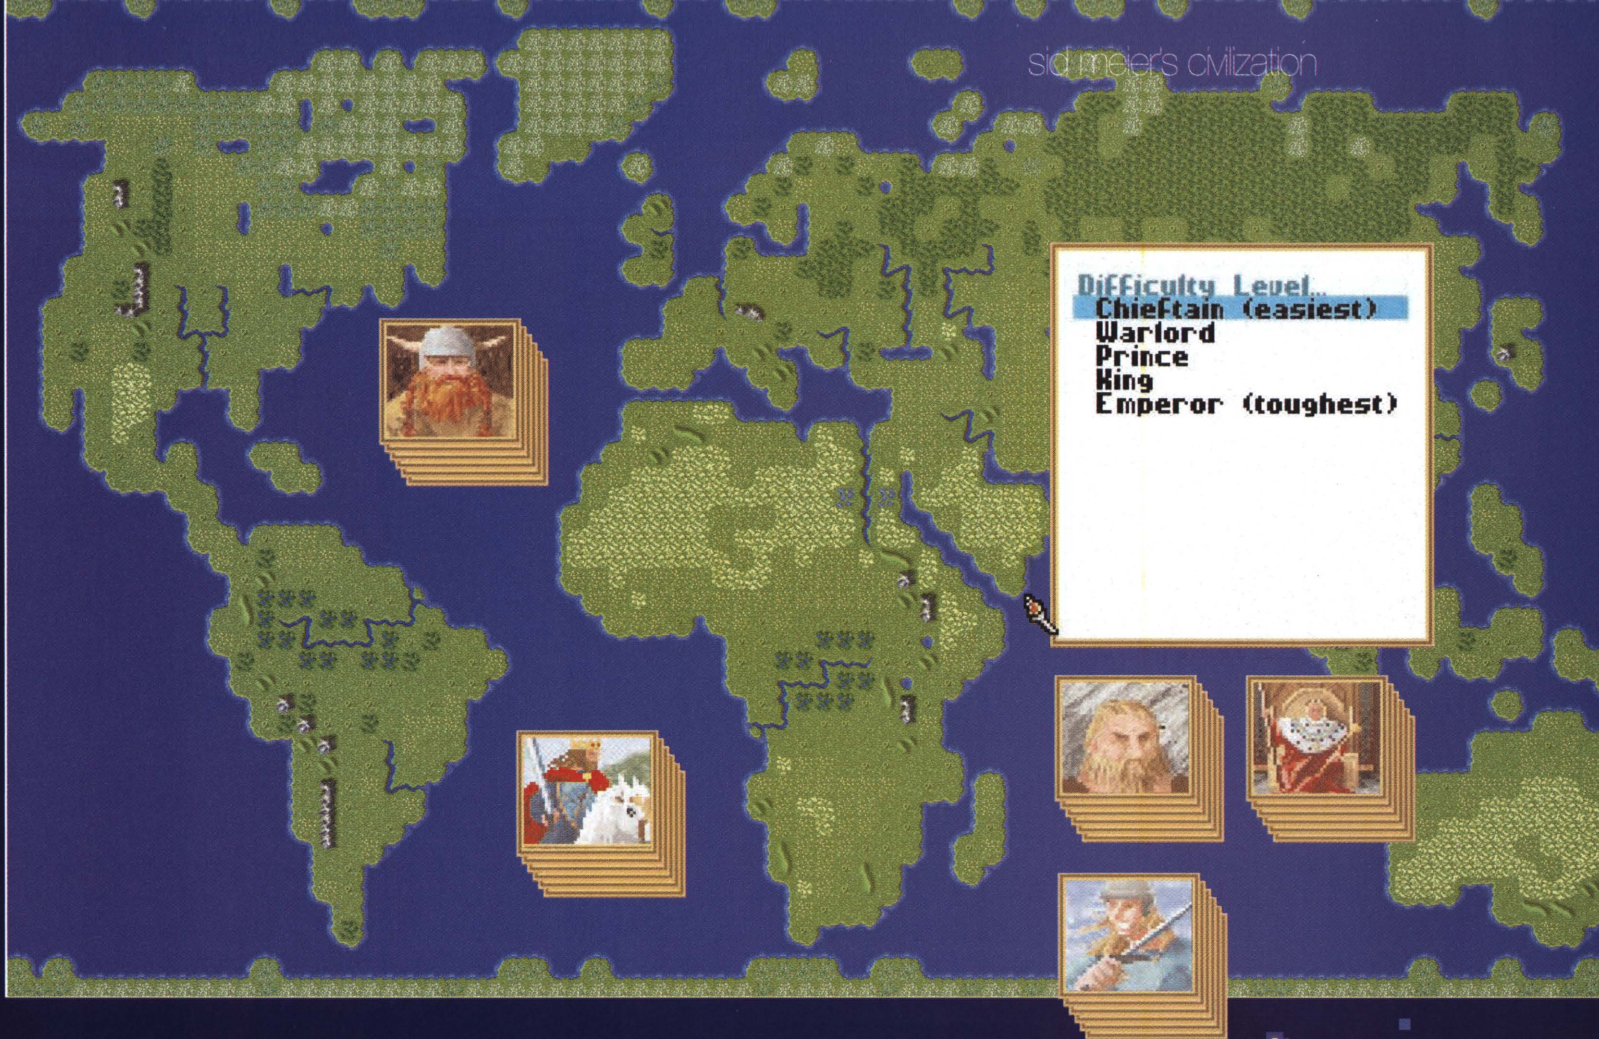 sid meier's civilization
Difficulty Level...
Chieftain (easiest)
Warlord
Prince
King
Emperor (toughest)